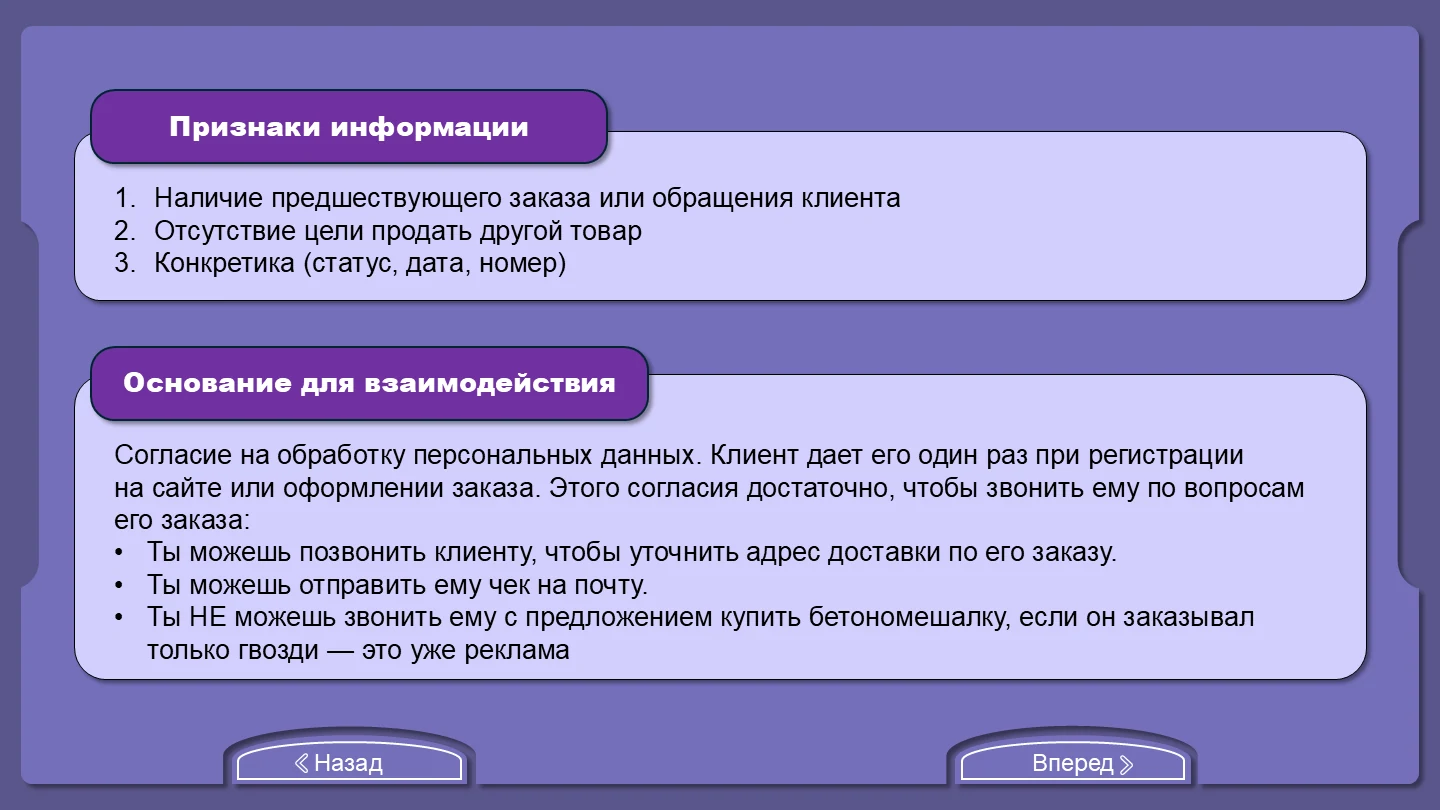 Признаки информации
1. Наличие предшествующего заказа или обращения клиента
2. Отсутствие цели продать другой товар
3. Конкретика (статус, дата, номер)
Основание для взаимодействия
Согласие на обработку персональных данных. Клиент дает его один раз при регистрации
на сайте или оформлении заказа. Этого согласия достаточно, чтобы звонить ему по вопросам
его заказа:
• Ты можешь позвонить клиенту, чтобы уточнить адрес доставки по его заказу.
• Ты можешь отправить ему чек на почту.
• Ты НЕ можешь звонить ему с предложением купить бетономешалку, если он заказывал
только гвозди — это уже реклама
Назад
Вперед